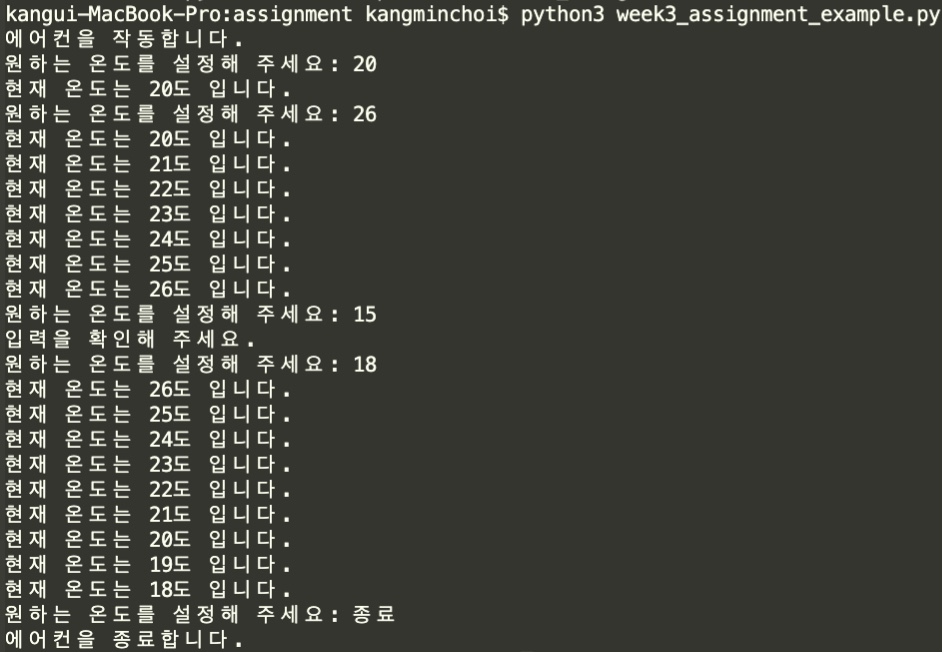 kangui-MacBook-Pro:assignment kangminchoi$ python3 week3_assignment_example.py
에어컨을 작동합니다.
원하는 온도를 설정해 주세요: 20
현재 온도는 20도 입니다.
원하는 온도를 설정해 주세요: 26
현재 온도는 20도 입니다.
현재 온도는 21도 입니다.
현재 온도는 22도 입니다.
현재 온도는 23도 입니다.
현재 온도는 24도 입니다.
현재 온도는 25도 입니다.
현재 온도는 26도 입니다.
원하는 온도를 설정해 주세요: 15
입력을 확인해 주세요.
원하는 온도를 설정해 주세요: 18
현재 온도는 26도 입니다.
현재 온도는 25도 입니다.
현재 온도는 24도 입니다.
현재 온도는 23도 입니다.
현재 온도는 22도 입니다.
현재 온도는 21도 입니다.
현재 온도는 20도 입니다.
현재 온도는 19도 입니다.
현재 온도는 18도 입니다.
원하는 온도를 설정해 주세요: 종료
에어컨을 종료합니다.